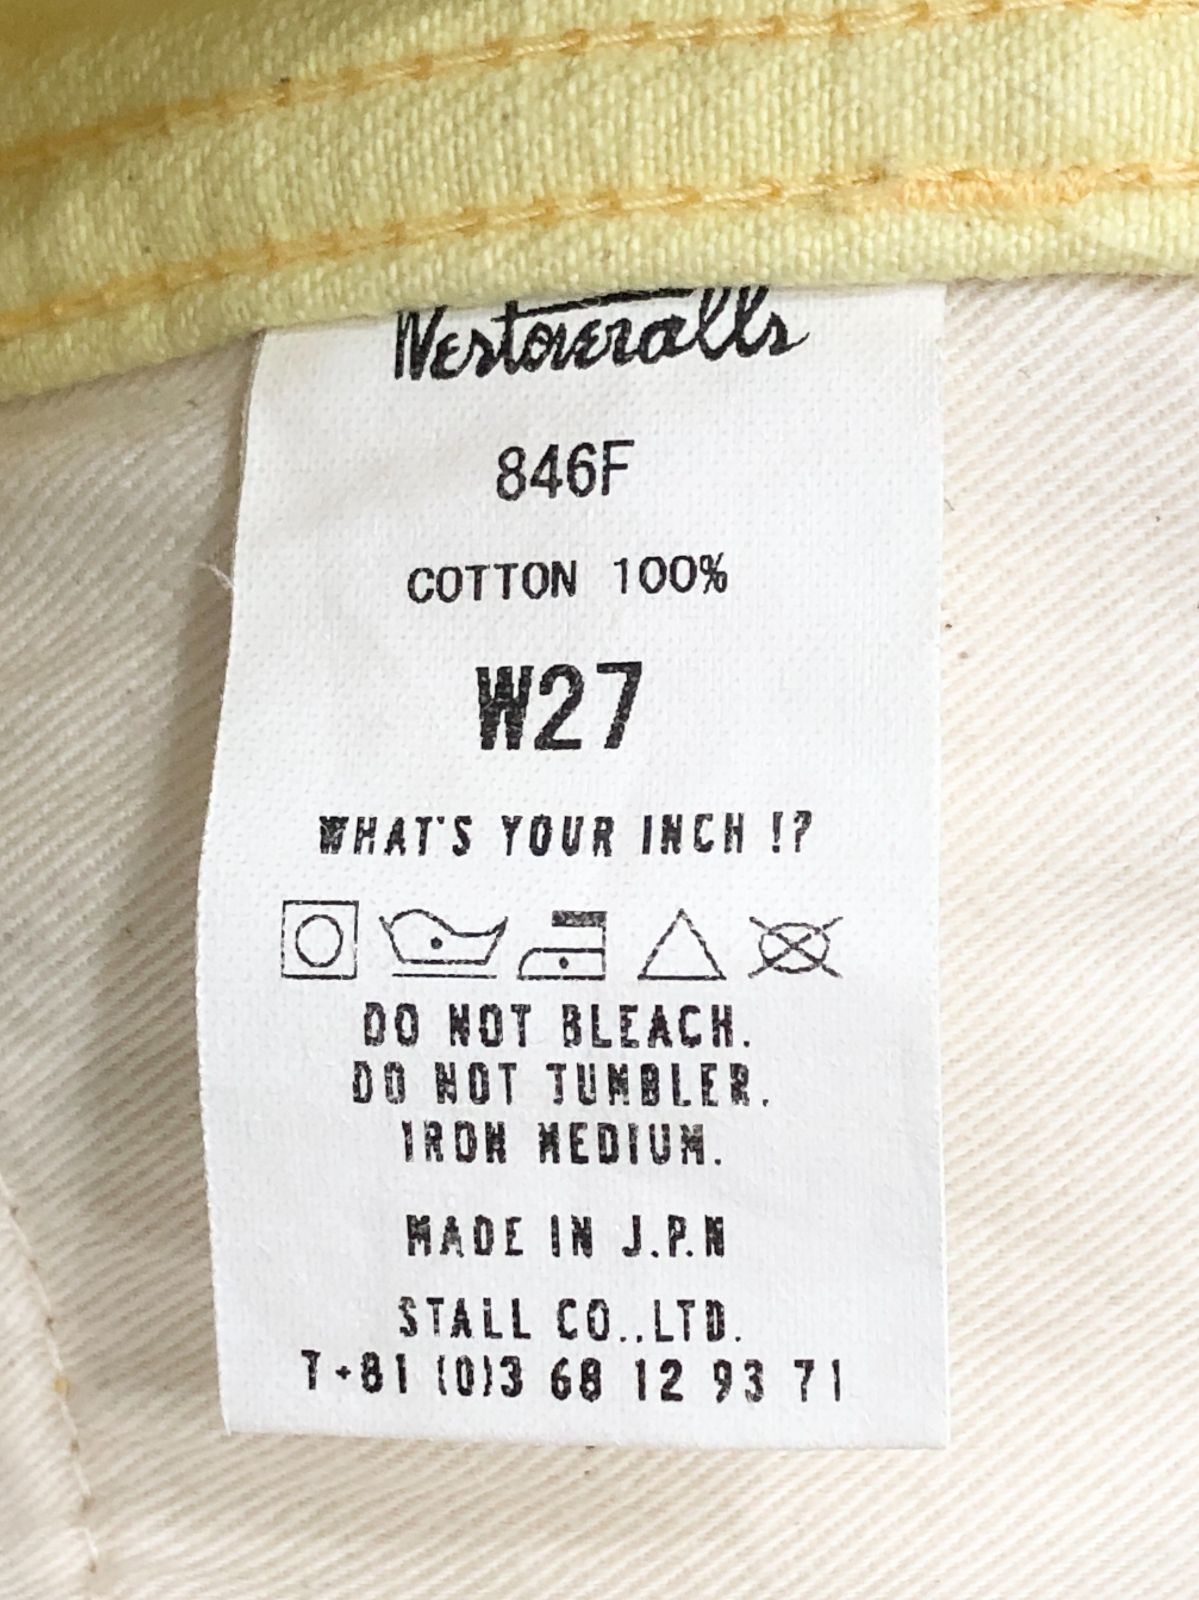 Westoveralls
846F
COTTON 100%
W27
WHAT'S YOUR INCH !?
DO NOT BLEACH.
DO NOT TUMBLER.
IRON MEDIUM.
MADE IN J.P.N
STALL CO.,LTD.
T+81 (0)3 68 12 93 71